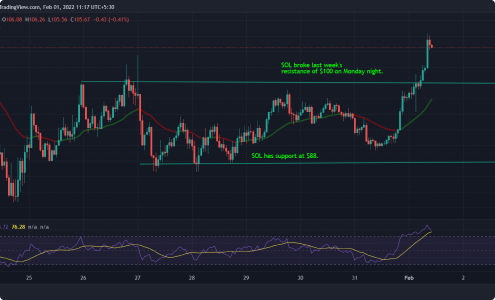 TradingView.com, Feb 01, 2022 11:17 UTC+5:30
O106.08 H106.26 L105.56 C105.67 -0.43 (-0.41%)
SOL broke last week's
resistance of $100 on Monday night.
SOL has support at $88.
76.28 n/a n/a
25 26 27 28 29 30 31 Feb 2